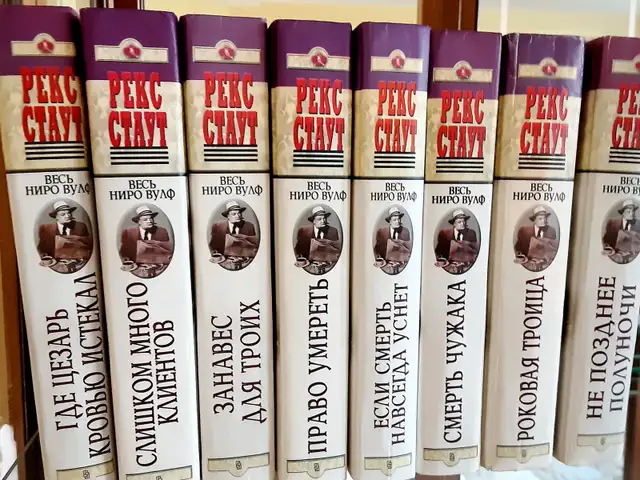 РЕКС
СТАУТ
ВЕСЬ
НИРО ВУЛФ
ГДЕ ЦЕЗАРЬ
КРОВЬЮ ИСТЕКАЛ
РЕКС
СТАУТ
ВЕСЬ
НИРО ВУЛФ
СЛИШКОМ МНОГО
КЛИЕНТОВ
РЕКС
СТАУТ
ВЕСЬ
НИРО ВУЛФ
ЗАНАВЕС
ДЛЯ ТРОИХ
РЕКС
СТАУТ
ВЕСЬ
НИРО ВУЛФ
ПРАВО УМЕРЕТЬ
РЕКС
СТАУТ
ВЕСЬ
НИРО ВУЛФ
ЕСЛИ СМЕРТЬ
НАВСЕГДА УСНЕТ
РЕКС
СТАУТ
ВЕСЬ
НИРО ВУЛФ
СМЕРТЬ ЧУЖАКА
РЕКС
СТАУТ
ВЕСЬ
НИРО ВУЛФ
РОКОВАЯ ТРОИЦА
РЕКС
СТАУТ
ВЕСЬ
НИРО ВУЛФ
НЕ ПОЗДНЕЕ
ПОЛУНОЧИ